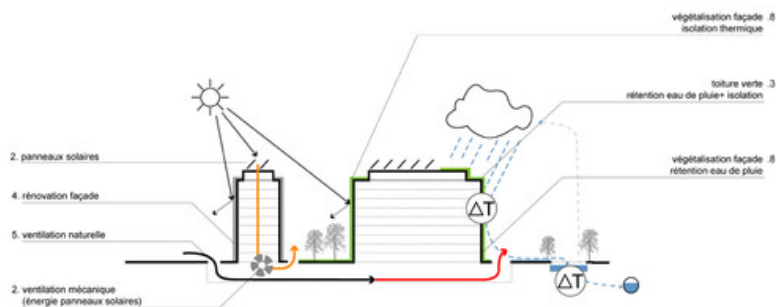 végétalisation façade .8
isolation thermique
toiture verte .3
rétention eau de pluie+ isolation
2. panneaux solaires
végétalisation façade .8
rétention eau de pluie
4. rénovation façade
ΔT
5. ventilation naturelle
ΔT
2. ventilation mécanique
(énergie panneaux solaires)